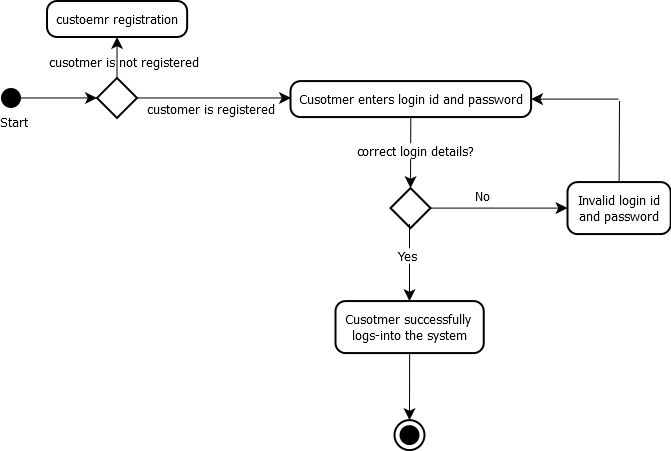 custoemr registration
cusotmer is not registered
Start
customer is registered
Cusotmer enters login id and password
correct login details?
No
Invalid login id
and password
Yes
Cusotmer successfully
logs-into the system